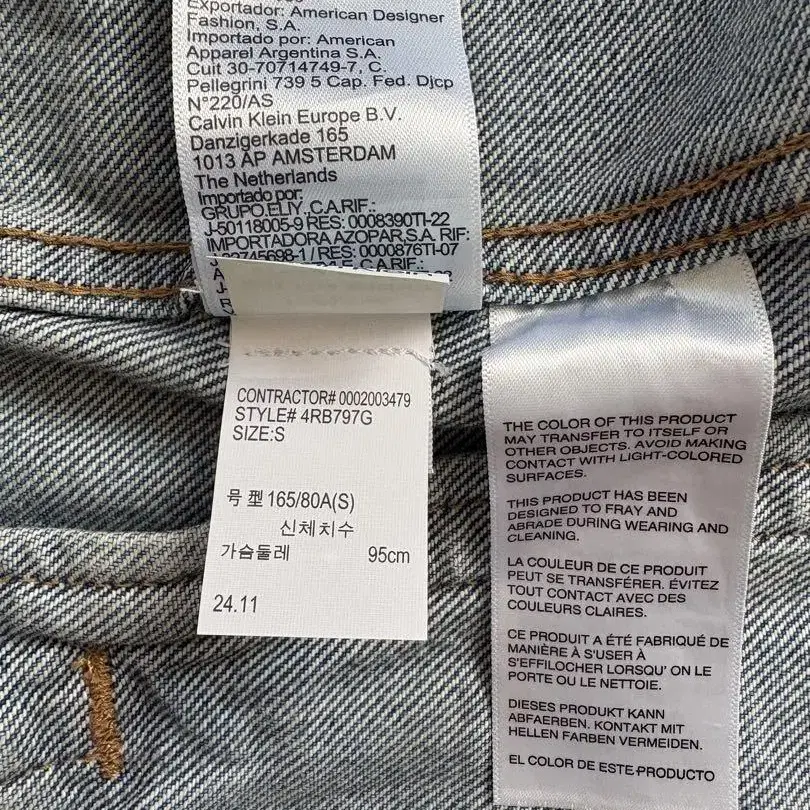 Exportador: American Designer
Fashion, S.A.
Importado por: American
Apparel Argentina S.A.
Cuit 30-70714749-7, C.
Pellegrini 739 5 Cap. Fed. Djcp
N°220/AS
Calvin Klein Europe B.V.
Danzigerkade 165
1013 AP AMSTERDAM
The Netherlands
Importado por:
GRUPO ELIY, C.A RIF.:
J-50118005-9 RES: 0008390TI-22
IMPORTADORA AZOPAR,S.A. RIF:
/ RES: 0000876TI-07
CONTRACTOR# 0002003479
STYLE# 4RB797G
SIZE:S
号型 165/80A(S)
신체치수
가슴둘레 95cm
24.11
THE COLOR OF THIS PRODUCT
MAY TRANSFER TO ITSELF OR
OTHER OBJECTS. AVOID MAKING
CONTACT WITH LIGHT-COLORED
SURFACES.
THIS PRODUCT HAS BEEN
DESIGNED TO FRAY AND
ABRADE DURING WEARING AND
CLEANING.
LA COULEUR DE CE PRODUIT
PEUT SE TRANSFÉRER. ÉVITEZ
TOUT CONTACT AVEC DES
COULEURS CLAIRES.
CE PRODUIT A ÉTÉ FABRIQUÉ DE
MANIÈRE À S'USER À
S'EFFILOCHER LORSQU' ON LE
PORTE OU LE NETTOIE.
DIESES PRODUKT KANN
ABFAERBEN. KONTAKT MIT
HELLEN FARBEN VERMEIDEN.
EL COLOR DE ESTE PRODUCTO